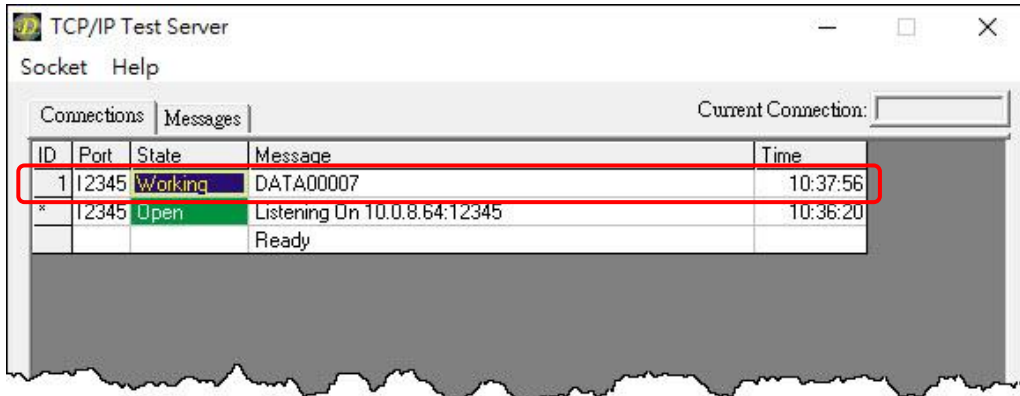 TCP/IP Test Server
Socket Help
Connections Messages Current Connection:
ID Port State Message Time
1 12345 Working DATA00007 10:37:56
* 12345 Open Listening On 10.0.8.64:12345 10:36:20
Ready